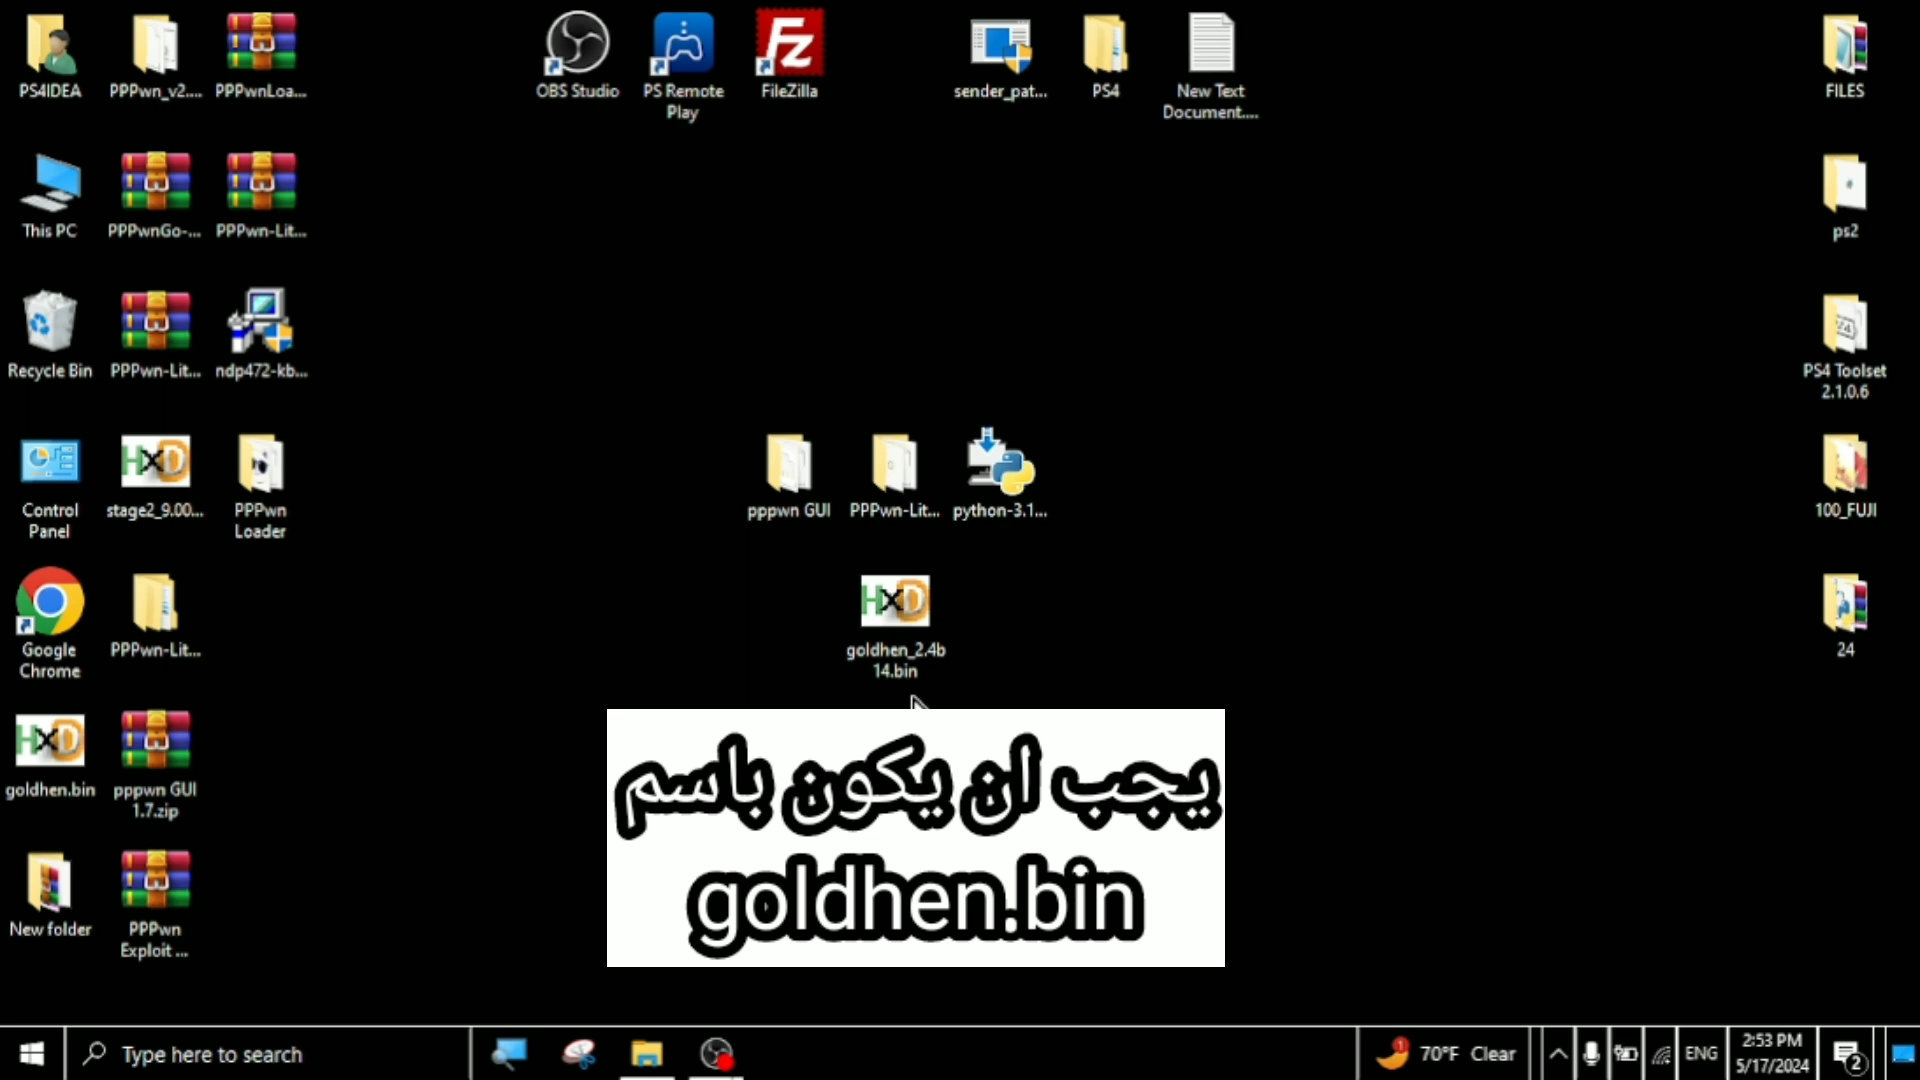 PS4IDEA
PPPwn_v2....
PPPwnLoa...
OBS Studio
PS Remote
Play
FileZilla
sender_pat...
PS4
New Text
Document....
FILES
This PC
PPPwnGo-...
PPPwn-Lit...
ps2
Recycle Bin
PPPwn-Lit...
ndp472-kb...
PS4 Toolset
2.1.0.6
Control
Panel
stage2_9.00...
PPPwn
Loader
pppwn GUI
PPPwn-Lit...
python-3.1...
100_FUJI
Google
Chrome
PPPwn-Lit...
goldhen_2.4b
14.bin
24
goldhen.bin
pppwn GUI
1.7.zip
يجب ان يكون باسم
goldhen.bin
New folder
PPPwn
Exploit ...
Type here to search
70°F Clear
ENG
2:53 PM
5/17/2024
2